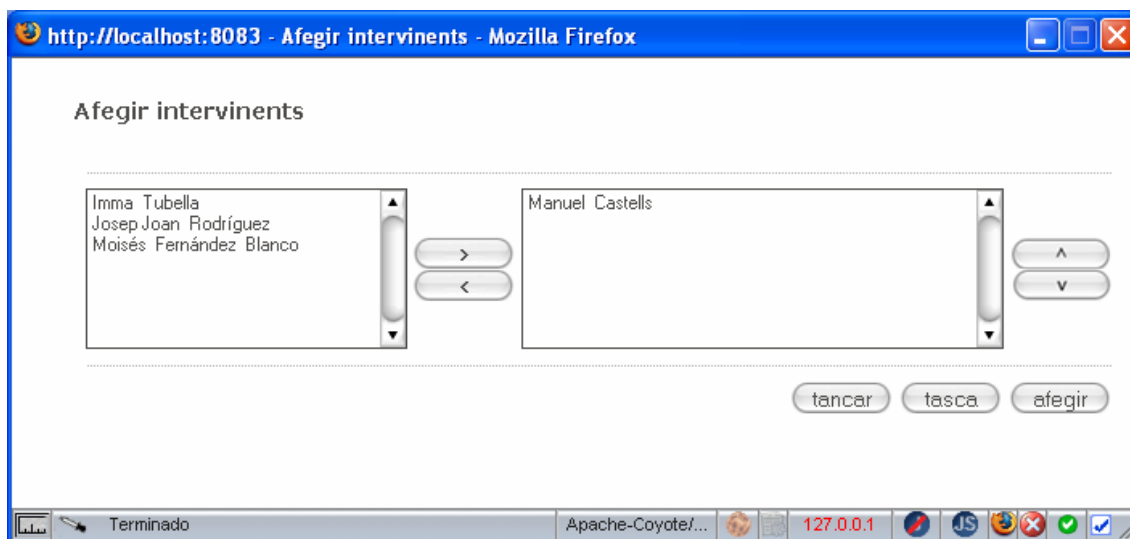 http://localhost:8083 - Afegir intervinents - Mozilla Firefox
Afegir intervinents
Imma Tubella
Josep Joan Rodríguez
Moisés Fernández Blanco
>
<
Manuel Castells
^
v
tancar tasca afegir
Terminado Apache-Coyote/... 127.0.0.1 JS